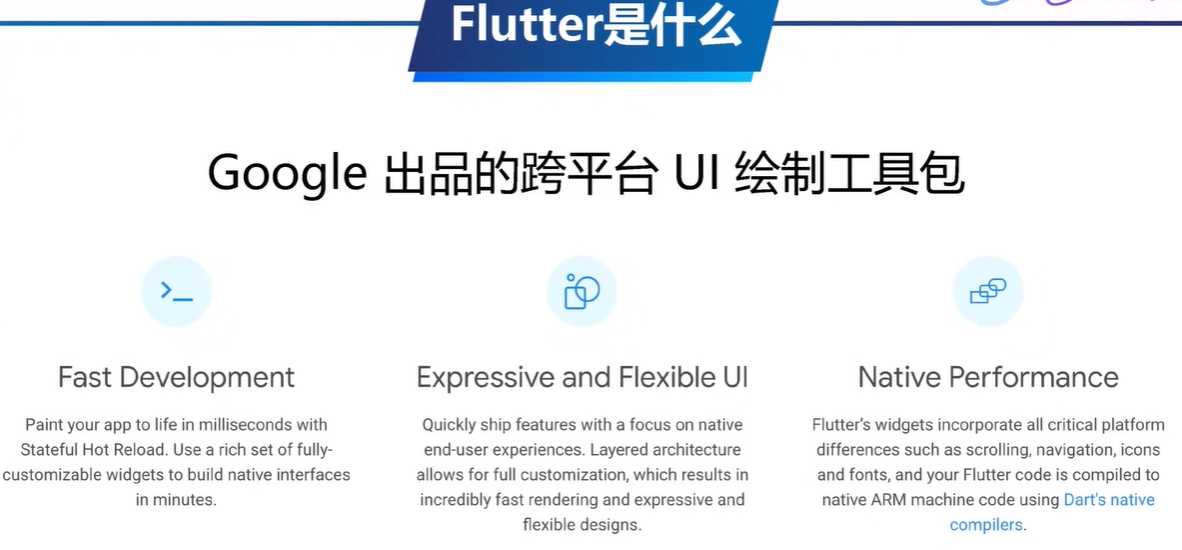 Flutter是什么
Google 出品的跨平台 UI 绘制工具包
Fast Development
Paint your app to life in milliseconds with
Stateful Hot Reload. Use a rich set of fully-
customizable widgets to build native interfaces
in minutes.
Expressive and Flexible UI
Quickly ship features with a focus on native
end-user experiences. Layered architecture
allows for full customization, which results in
incredibly fast rendering and expressive and
flexible designs.
Native Performance
Flutter’s widgets incorporate all critical platform
differences such as scrolling, navigation, icons
and fonts, and your Flutter code is compiled to
native ARM machine code using Dart's native
compilers.